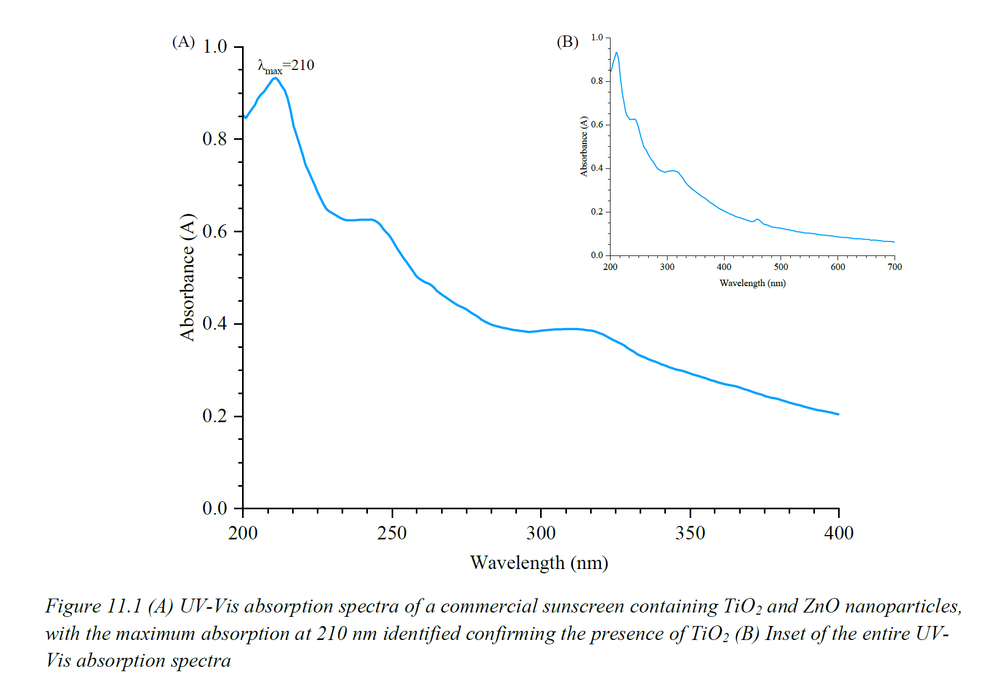 (A)
λmax=210
1.0
0.8
0.6
0.4
0.2
0.0
Absorbance (A)
200 250 300 350 400
Wavelength (nm)
(B)
1.0
0.8
0.6
0.4
0.2
0.0
Absorbance (A)
200 300 400 500 600 700
Wavelength (nm)
Figure 11.1 (A) UV-Vis absorption spectra of a commercial sunscreen containing TiO2 and ZnO nanoparticles,
with the maximum absorption at 210 nm identified confirming the presence of TiO2 (B) Inset of the entire UV-
Vis absorption spectra